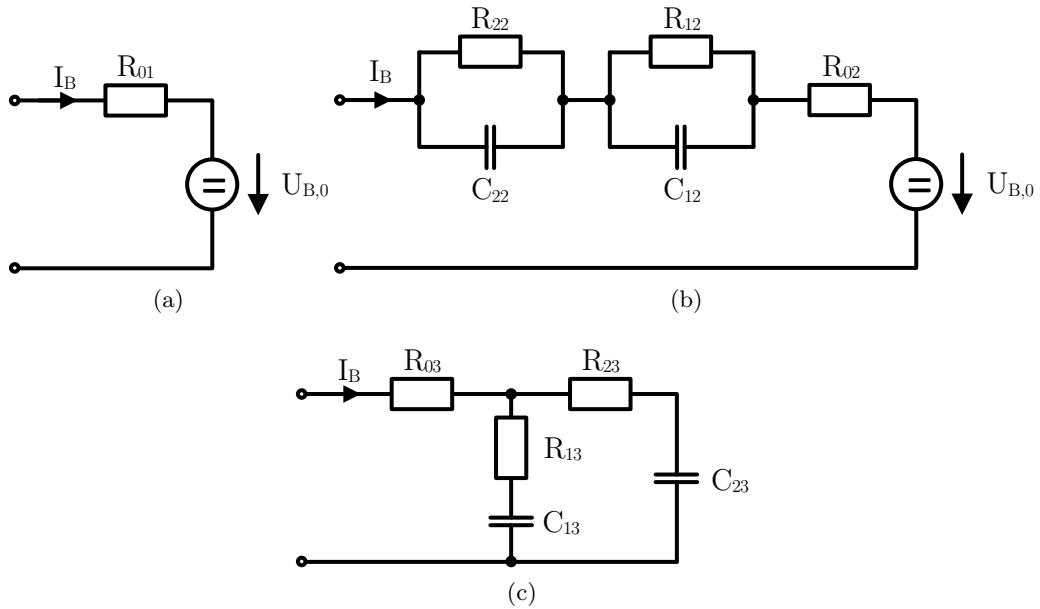 I_B R_01
U_B,0
(a)
I_B R_22 R_12 R_02
C_22 C_12
U_B,0
(b)
I_B R_03 R_23
R_13
C_13 C_23
(c)